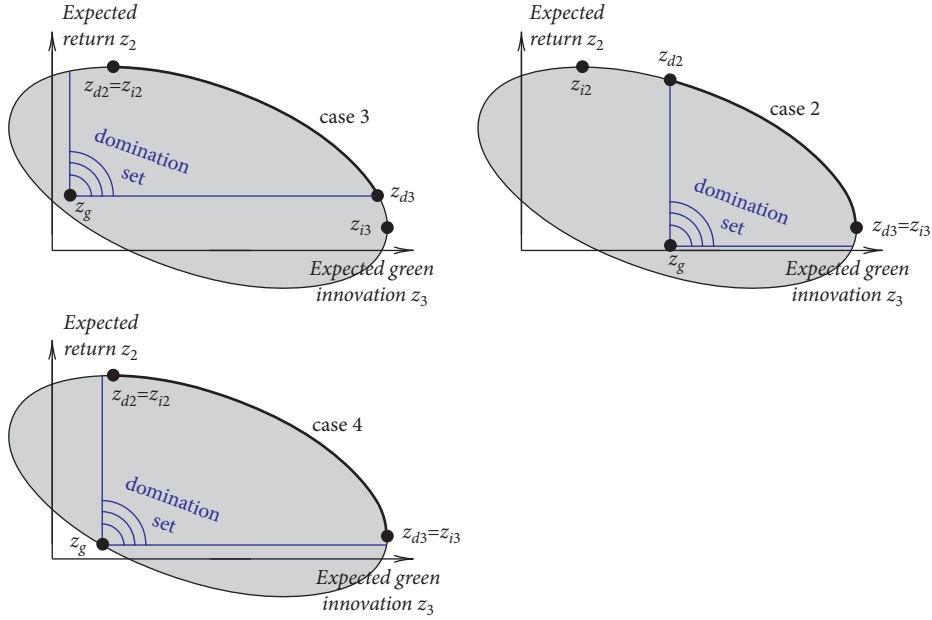 Expected
return z2
zd2=zi2
case 3
domination
set
zg
zd3
zi3
Expected green
innovation z3
Expected
return z2
zd2
zi2
case 2
domination
set
zd3=zi3
zg
Expected green
innovation z3
Expected
return z2
zd2=zi2
case 4
domination
set
zg
zd3=zi3
Expected green
innovation z3